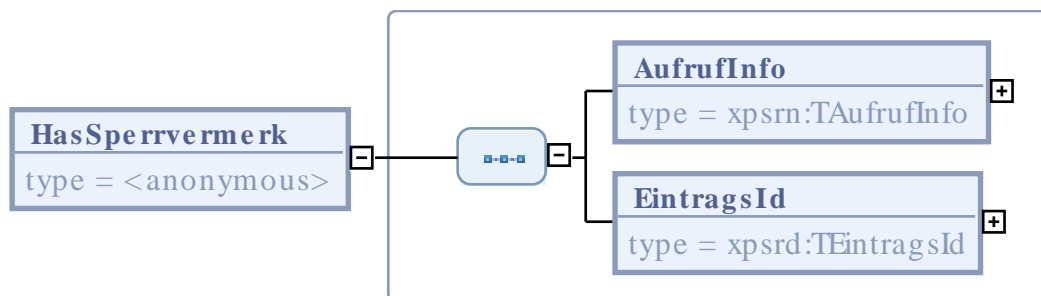 HasSperrvermerk
type = <anonymous>
AufrufInfo
type = xpsrn:TAufrufInfo
EintragsId
type = xpsrd:TEintragsId